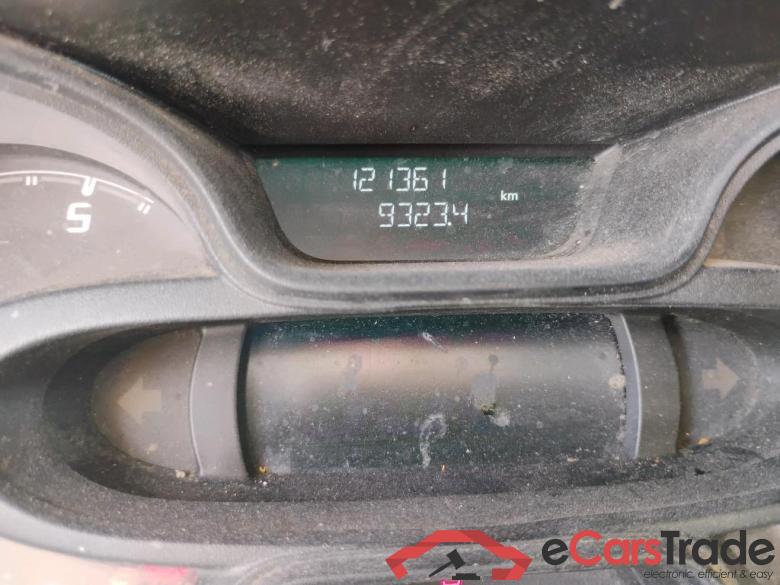 121361
km
9323.4
5
eCarsTrade
electronic, efficient & easy